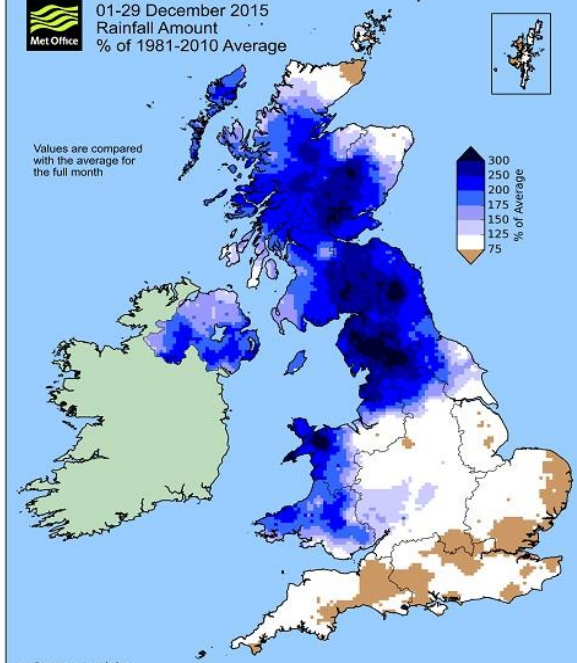 01-29 December 2015
Rainfall Amount
% of 1981-2010 Average
Met Office
Values are compared
with the average for
the full month
300
250
200
175
150
125
75
% of Average